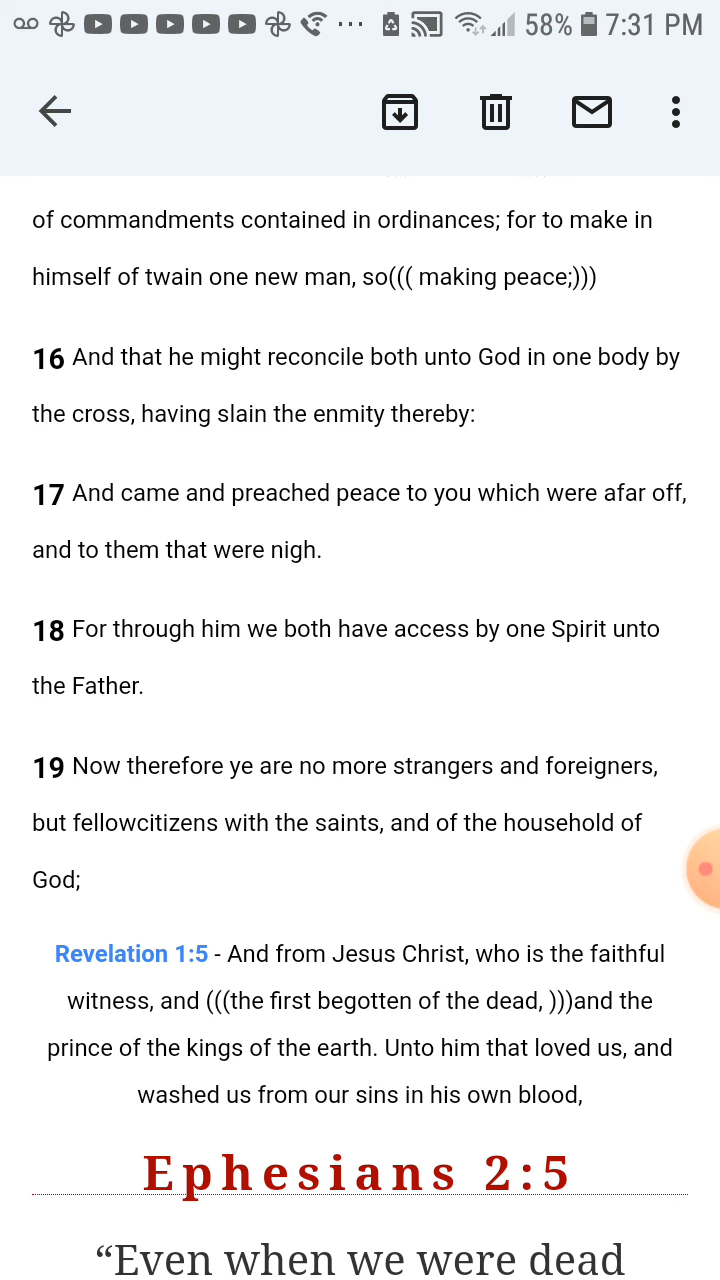 58% 7:31 PM
of commandments contained in ordinances; for to make in
himself of twain one new man, so((( making peace;)))
16 And that he might reconcile both unto God in one body by
the cross, having slain the enmity thereby:
17 And came and preached peace to you which were afar off,
and to them that were nigh.
18 For through him we both have access by one Spirit unto
the Father.
19 Now therefore ye are no more strangers and foreigners,
but fellowcitizens with the saints, and of the household of
God;
Revelation 1:5 - And from Jesus Christ, who is the faithful
witness, and (((the first begotten of the dead, )))and the
prince of the kings of the earth. Unto him that loved us, and
washed us from our sins in his own blood,
Ephesians 2:5
“Even when we were dead